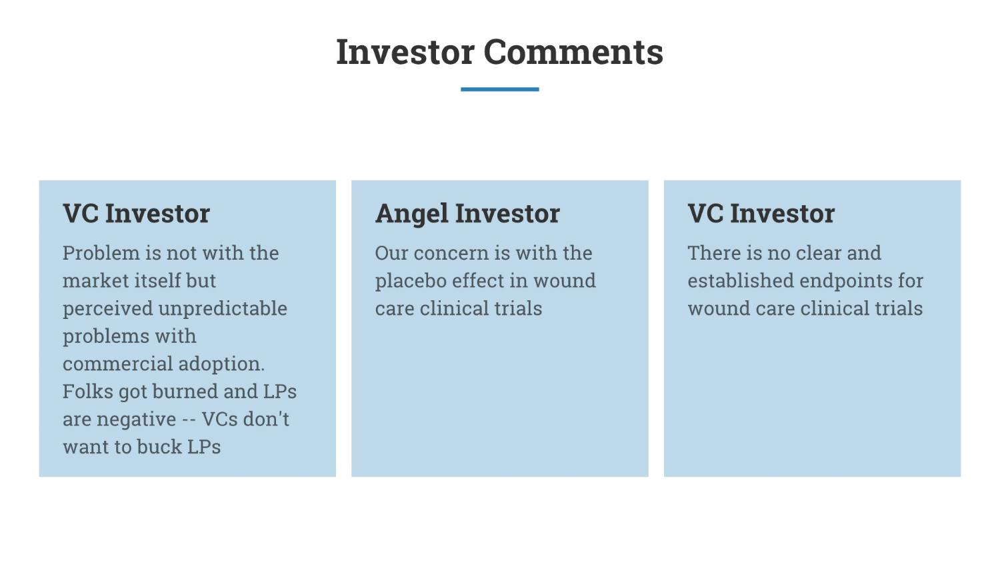 Investor Comments
VC Investor
Problem is not with the
market itself but
perceived unpredictable
problems with
commercial adoption.
Folks got burned and LPs
are negative -- VCs don't
want to buck LPs
Angel Investor
Our concern is with the
placebo effect in wound
care clinical trials
VC Investor
There is no clear and
established endpoints for
wound care clinical trials